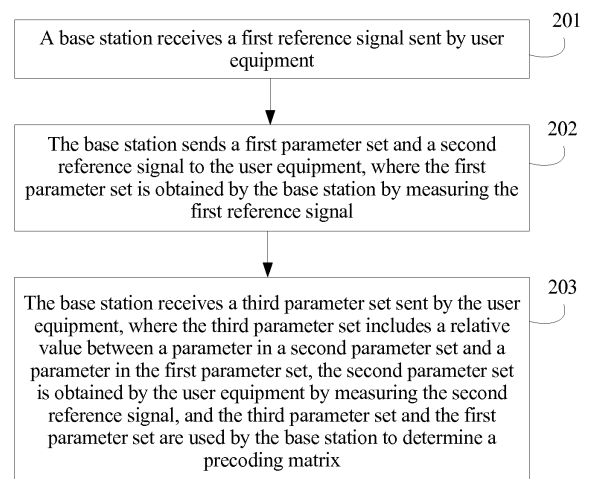 201
A base station receives a first reference signal sent by user
equipment
202
The base station sends a first parameter set and a second
reference signal to the user equipment, where the first
parameter set is obtained by the base station by measuring the
first reference signal
203
The base station receives a third parameter set sent by the user
equipment, where the third parameter set includes a relative
value between a parameter in a second parameter set and a
parameter in the first parameter set, the second parameter set
is obtained by the user equipment by measuring the second
reference signal, and the third parameter set and the first
parameter set are used by the base station to determine a
precoding matrix